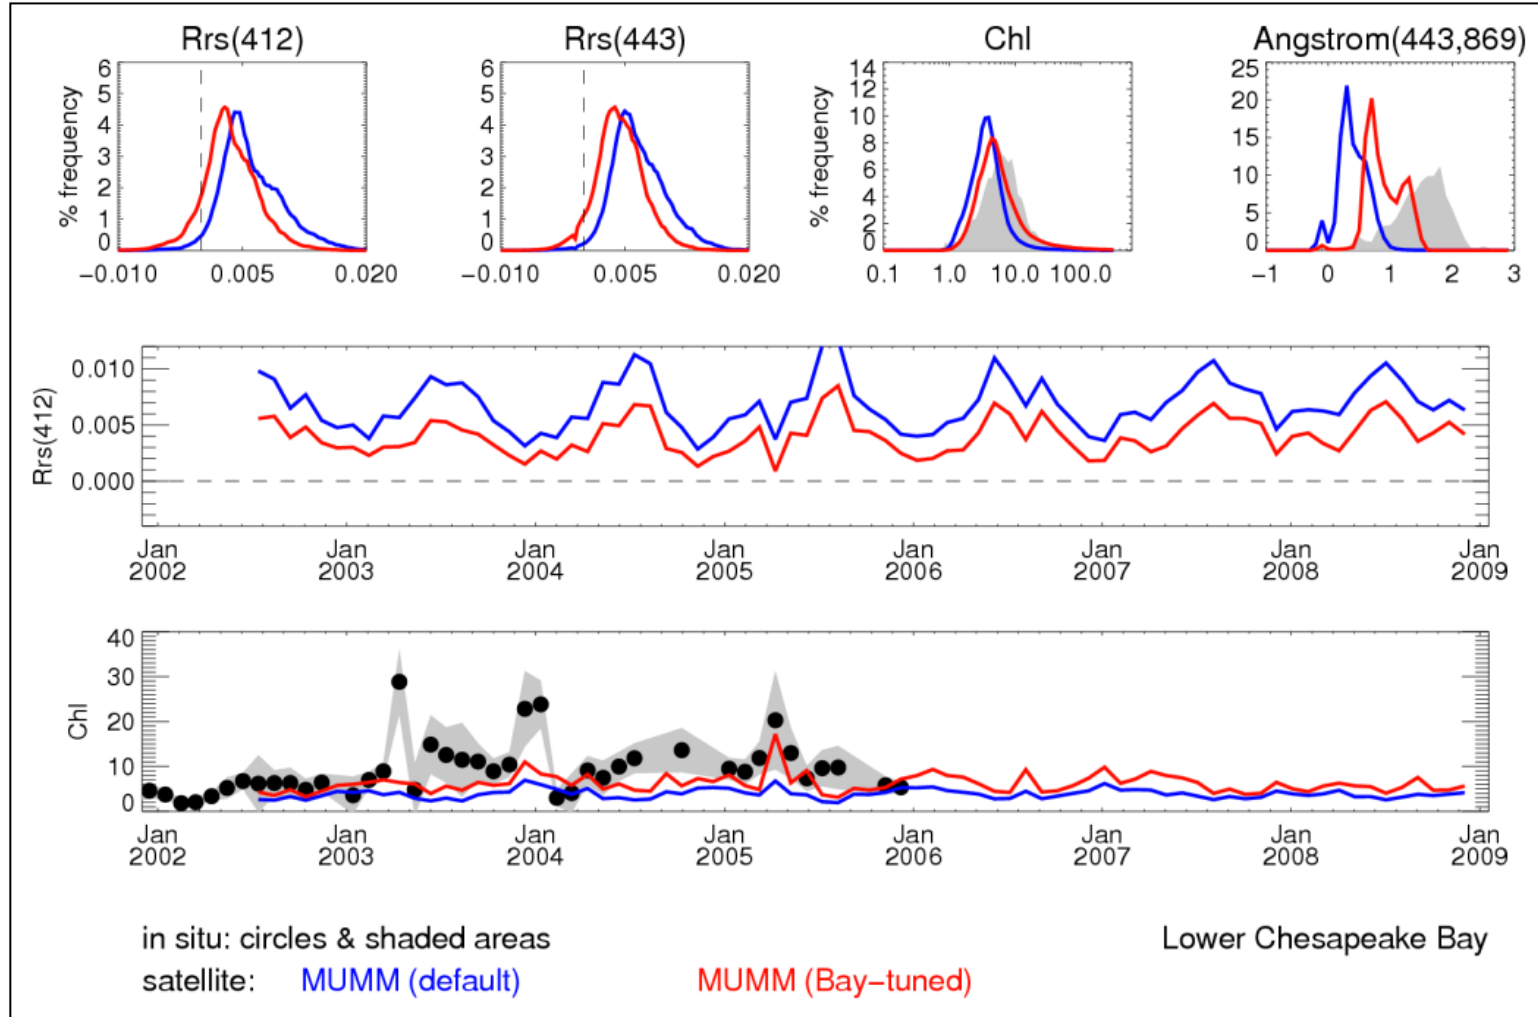 Rrs(412) Rrs(443) Chl Angstrom(443,869)
% frequency
6
5
4
3
2
1
0
−0.010 0.005 0.020
6
5
4
3
2
1
0
−0.010 0.005 0.020
% frequency
14
12
10
8
6
4
2
0
0.1 1.0 10.0 100.0
25
20
15
10
5
0
−1 0 1 2 3
Rrs(412)
0.010
0.005
0.000
Jan Jan Jan Jan Jan Jan Jan Jan
2002 2003 2004 2005 2006 2007 2008 2009
Chl
40
30
20
10
0
Jan Jan Jan Jan Jan Jan Jan Jan
2002 2003 2004 2005 2006 2007 2008 2009
in situ: circles & shaded areas Lower Chesapeake Bay
satellite: MUMM (default) MUMM (Bay−tuned)